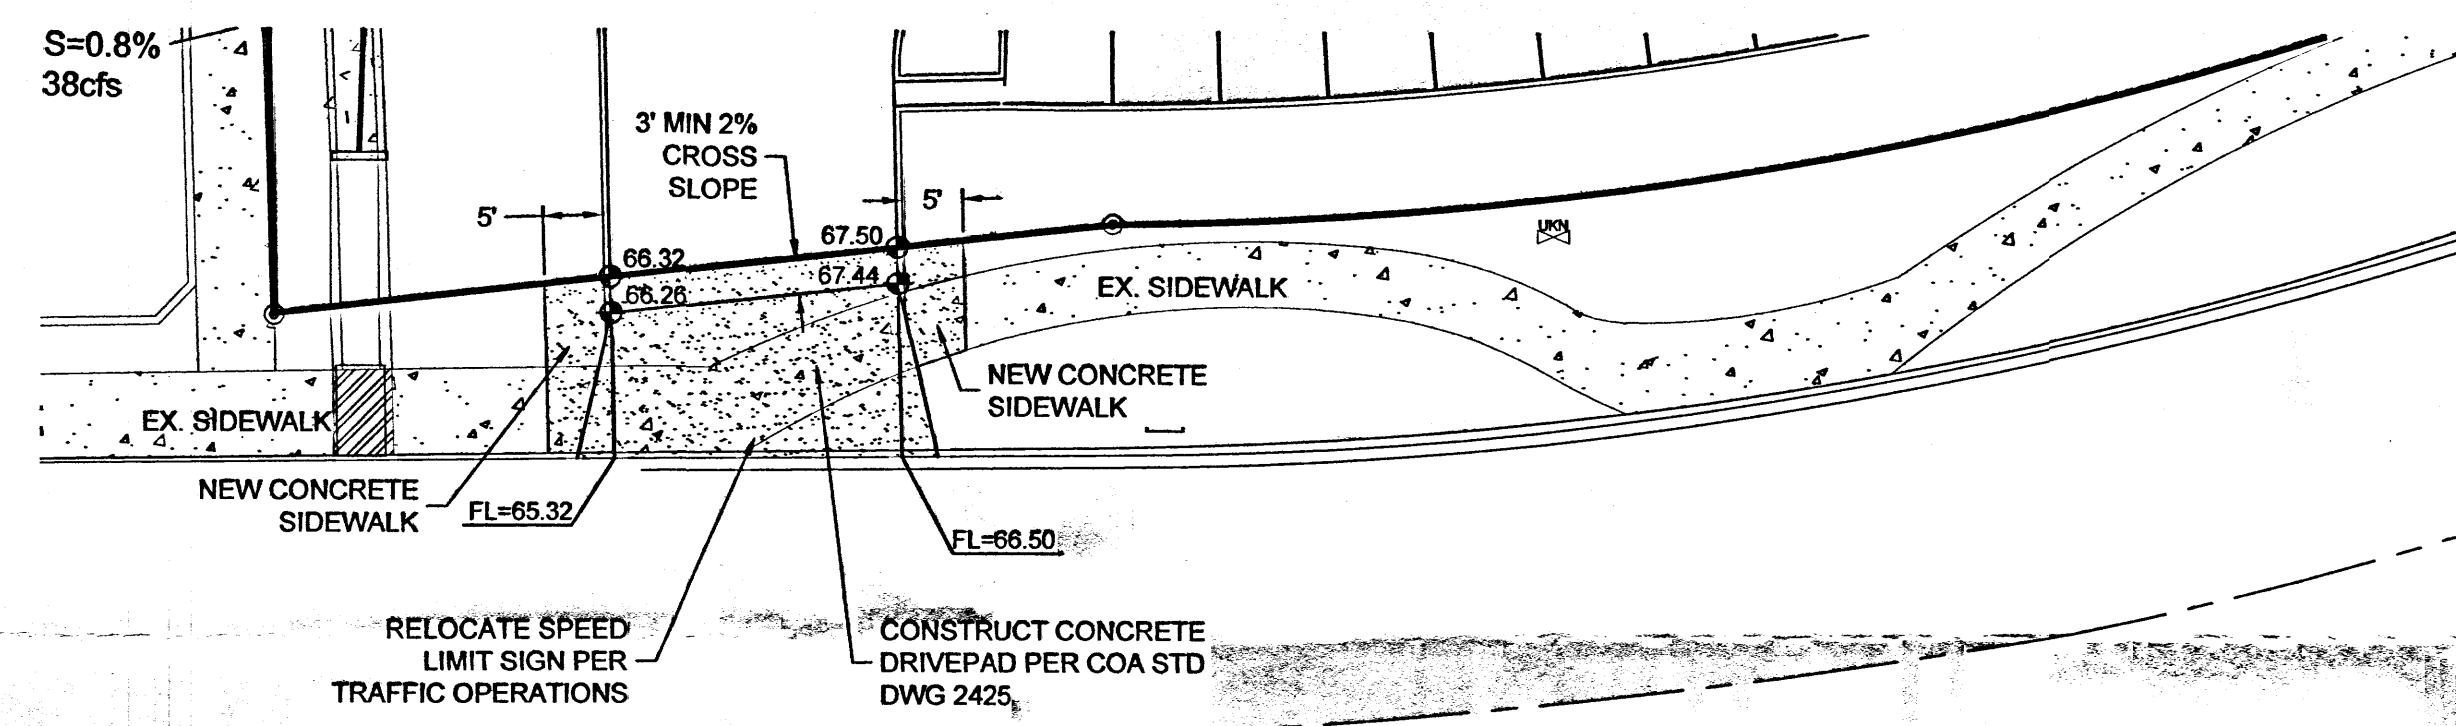 S=0.8%
38cfs
3' MIN 2%
CROSS
SLOPE
5'
5'
67.50
66.32
67.44
66.26
UKN
EX. SIDEWALK
NEW CONCRETE
SIDEWALK
EX. SIDEWALK
NEW CONCRETE
SIDEWALK
FL=65.32
FL=66.50
RELOCATE SPEED
LIMIT SIGN PER
TRAFFIC OPERATIONS
CONSTRUCT CONCRETE
DRIVEPAD PER COA STD
DWG 2425